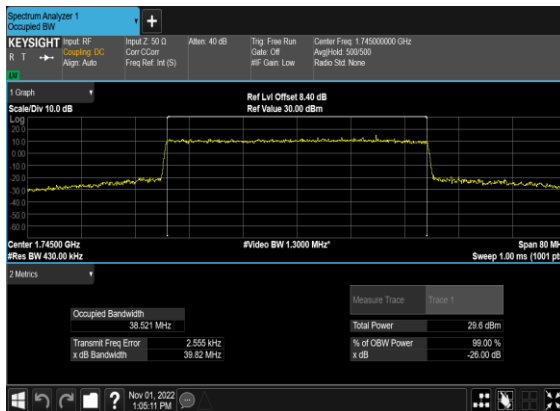 Spectrum Analyzer 1
Occupied BW
KEYSIGHT Input: RF Input Z: 50 Ω Atten: 40 dB Trig: Free Run Center Freq: 1.745000000 GHz
R T Coupling: DC Corr CCorr Gate: Off Avg|Hold: 500/500
Align: Auto Freq Ref: Int (S) #IF Gain: Low Radio Std: None
1 Graph
Ref Lvl Offset 8.40 dB
Scale/Div 10.0 dB Ref Value 30.00 dBm
Log
20.0
10.0
0.00
-10.0
-20.0
-30.0
-40.0
-50.0
-60.0
Center 1.74500 GHz #Video BW 1.3000 MHz* Span 80 MH
#Res BW 430.00 kHz Sweep 1.00 ms (1001 pt
2 Metrics
Measure Trace Trace 1
Occupied Bandwidth
38.521 MHz Total Power 29.6 dBm
Transmit Freq Error 2.555 kHz % of OBW Power 99.00 %
x dB Bandwidth 39.82 MHz x dB -26.00 dB
Nov 01, 2022
1:05:11 PM